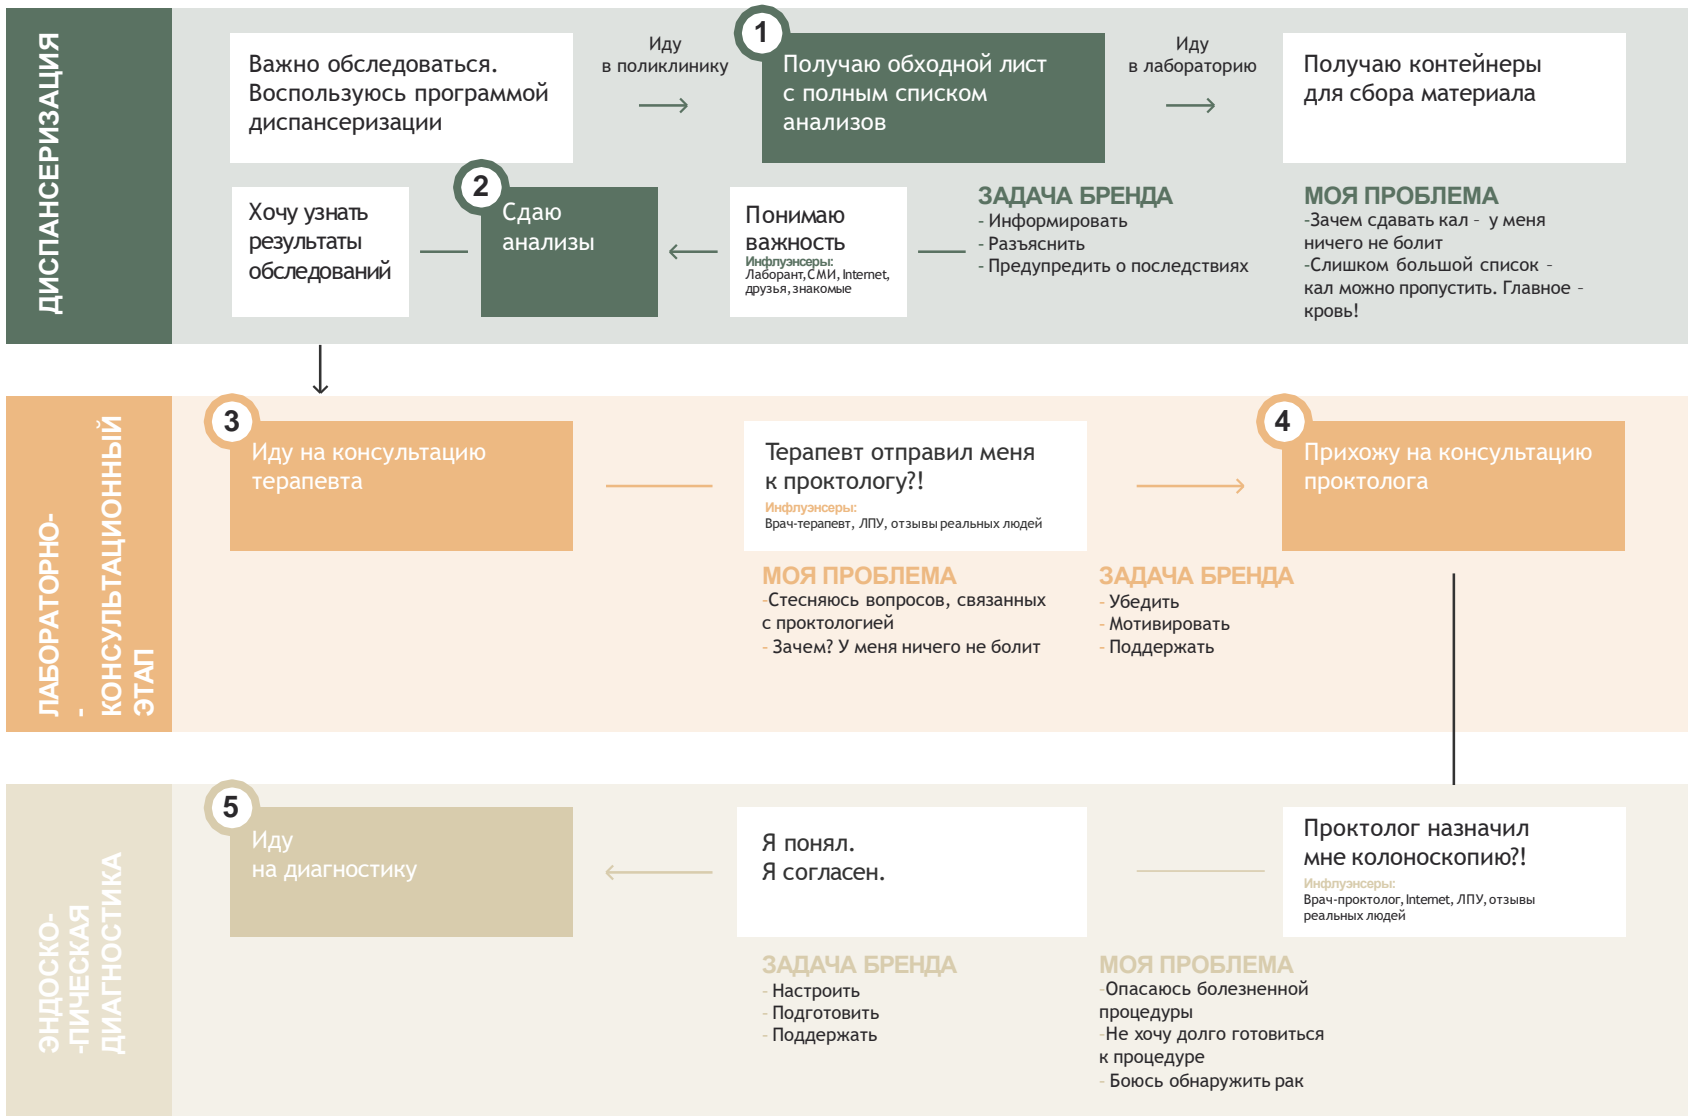 ДИСПАНСЕРИЗАЦИЯ
Важно обследоваться.
Воспользуюсь программой
диспансеризации
Иду
в поликлинику
1
Получаю обходной лист
с полным списком
анализов
Иду
в лабораторию
Получаю контейнеры
для сбора материала
МОЯ ПРОБЛЕМА
-Зачем сдавать кал - у меня
ничего не болит
-Слишком большой список -
кал можно пропустить. Главное -
кровь!
ЗАДАЧА БРЕНДА
- Информировать
- Разъяснить
- Предупредить о последствиях
Понимаю
важность
Инфлуэнсеры:
Лаборант, СМИ, Internet,
друзья, знакомые
2
Сдаю
анализы
Хочу узнать
результаты
обследований
ЛАБОРАТОРНО-
-
КОНСУЛЬТАЦИОННЫЙ
ЭТАП
3
Иду на консультацию
терапевта
Терапевт отправил меня
к проктологу?!
Инфлуэнсеры:
Врач-терапевт, ЛПУ, отзывы реальных людей
МОЯ ПРОБЛЕМА
-Стесняюсь вопросов, связанных
с проктологией
- Зачем? У меня ничего не болит
ЗАДАЧА БРЕНДА
- Убедить
- Мотивировать
- Поддержать
4
Прихожу на консультацию
проктолога
ЭНДОСКО-
-ПИЧЕСКАЯ
ДИАГНОСТИКА
Проктолог назначил
мне колоноскопию?!
Инфлуэнсеры:
Врач-проктолог, Internet, ЛПУ, отзывы
реальных людей
МОЯ ПРОБЛЕМА
-Опасаюсь болезненной
процедуры
-Не хочу долго готовиться
к процедуре
- Боюсь обнаружить рак
Я понял.
Я согласен.
ЗАДАЧА БРЕНДА
- Настроить
- Подготовить
- Поддержать
5
Иду
на диагностику